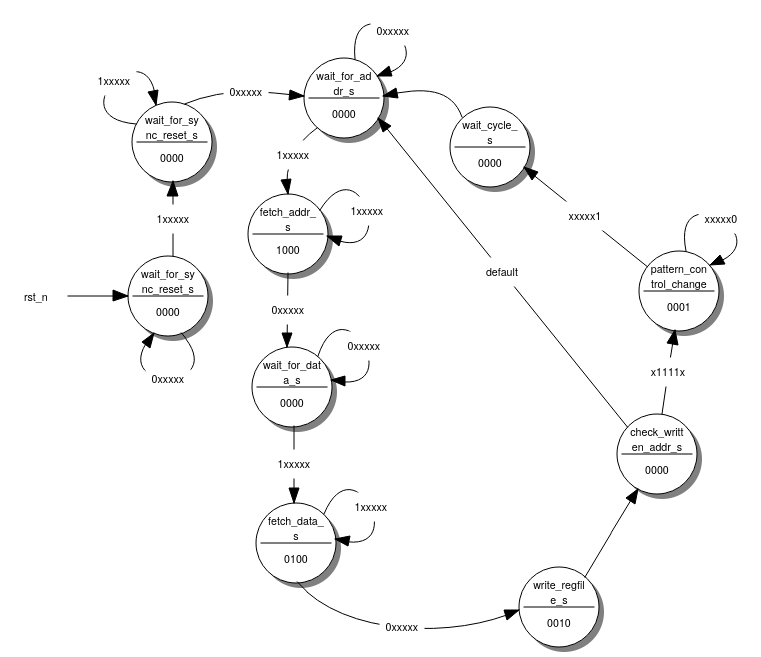 0xxxxx
wait_for_ad
dr_s
0000
1xxxxx
0xxxxx
wait_for_sy
nc_reset_s
0000
wait_cycle_
s
0000
1xxxxx
1xxxxx
fetch_addr_
s
1000
1xxxxx
xxxxx1
xxxxx0
wait_for_sy
nc_reset_s
0000
rst_n
default
pattern_con
trol_change
0001
0xxxxx
0xxxxx
wait_for_dat
a_s
0000
0xxxxx
x1111x
check_writt
en_addr_s
0000
1xxxxx
fetch_data_
s
0100
1xxxxx
write_regfil
e_s
0010
0xxxxx